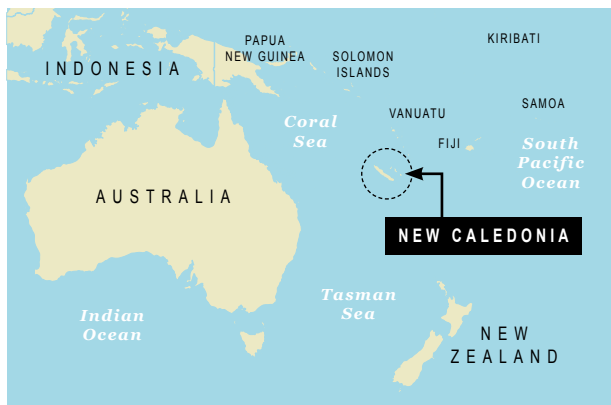 KIRIBATI
PAPUA
NEW GUINEA
SOLOMON
ISLANDS
INDONESIA
SAMOA
VANUATU
Coral
Sea
FIJI
South
Pacific
Ocean
AUSTRALIA
NEW CALEDONIA
Tasman
Sea
Indian
Ocean
NEW
ZEALAND